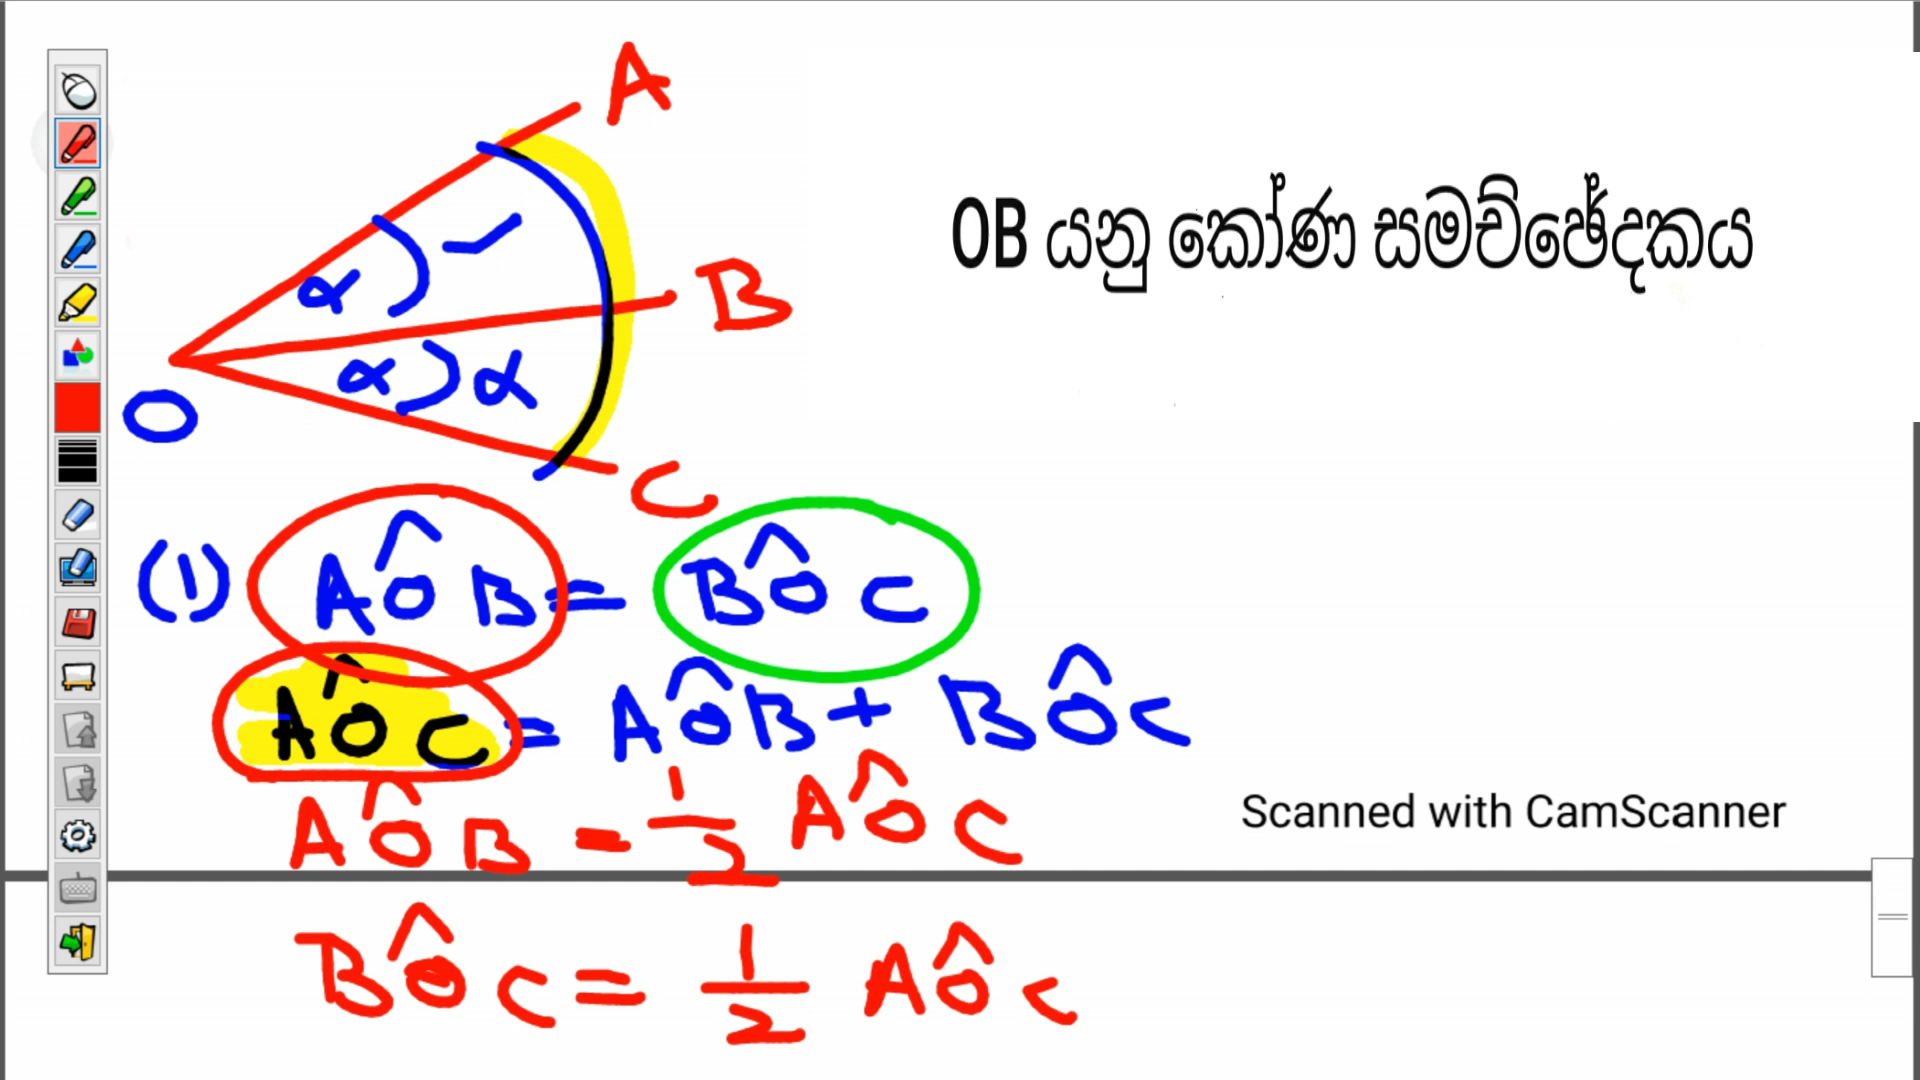 A
OB යනු කෝණ සමච්ඡේදකය
B
α
α α
O
C
(1) AÔB = BÔC
AÔC = AÔB + BÔC
AÔB = 1/2 AÔC
Scanned with CamScanner
BÔC = 1/2 AÔC